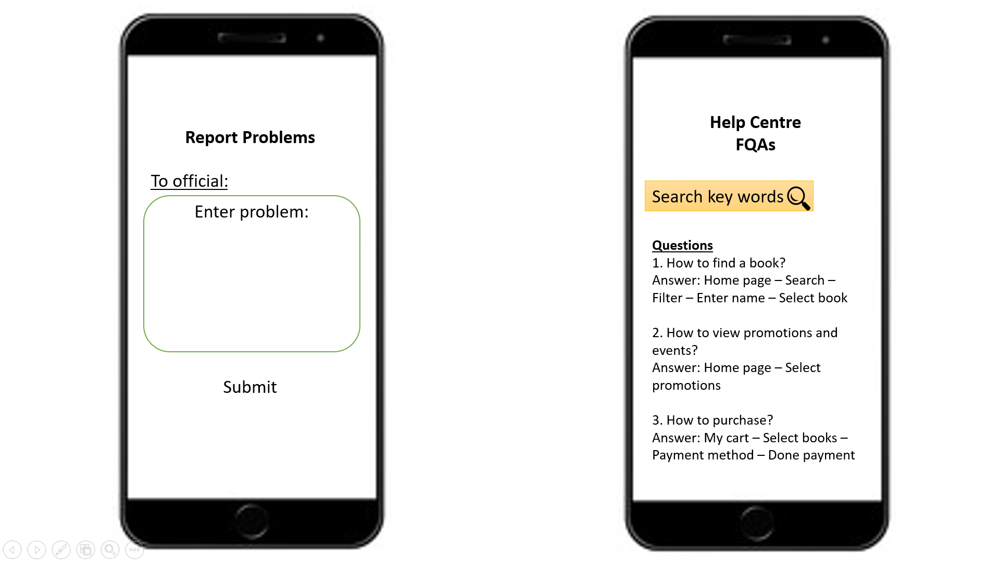 Report Problems
To official:
Enter problem:
Submit
Help Centre
FQAs
Search key words
Questions
1. How to find a book?
Answer: Home page – Search –
Filter – Enter name – Select book
2. How to view promotions and
events?
Answer: Home page – Select
promotions
3. How to purchase?
Answer: My cart – Select books –
Payment method – Done payment